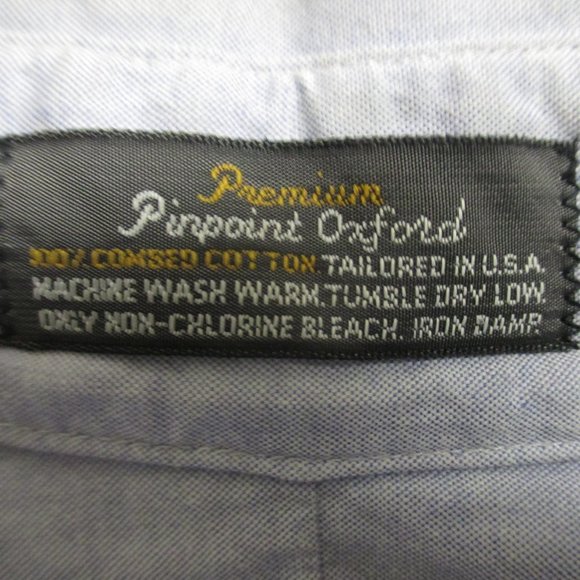 Premium
Pinpoint Oxford
100% COMBED COTTON. TAILORED IN U.S.A.
MACHINE WASH WARM. TUMBLE DRY LOW.
ONLY NON-CHLORINE BLEACH. IRON DAMP.